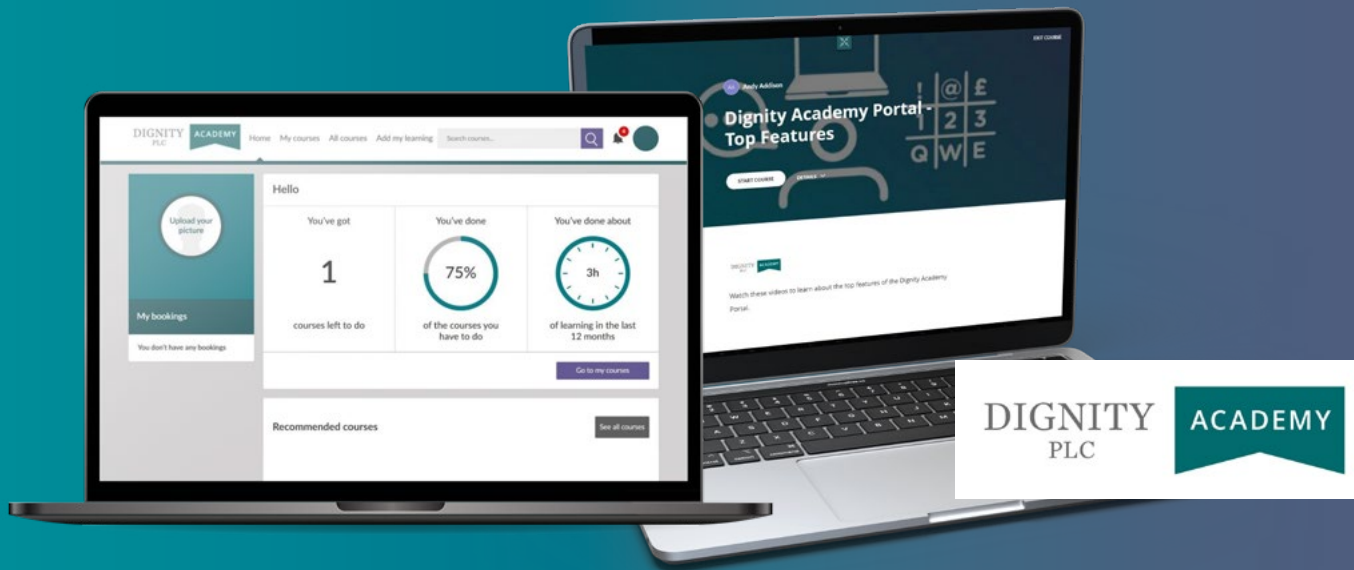 DIGNITY
PLC
ACADEMY
Home My courses All courses Add my learning Search courses...
Upload your
picture
My bookings
You don't have any bookings
Hello
You've got
1
courses left to do
You've done
75%
of the courses you
have to do
You've done about
3h
of learning in the last
12 months
Go to my courses
Recommended courses
See all courses
EXIT COURSE
Andy Addison
Dignity Academy Portal -
Top Features
START COURSE
DETAILS
! @ £
1 2 3
Q W E
DIGNITY
PLC
ACADEMY
Watch these videos to learn about the top features of the Dignity Academy
Portal.
DIGNITY
PLC
ACADEMY